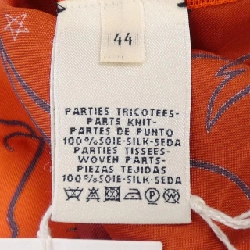 44
PARTIES TRICOTEES-
PARTS KNIT-
PARTES DE PUNTO
100%SOIE-SILK-SEDA
PARTIES TISSEES-
WOVEN PARTS-
PIEZAS TEJIDAS
100%SOIE-SILK-SEDA